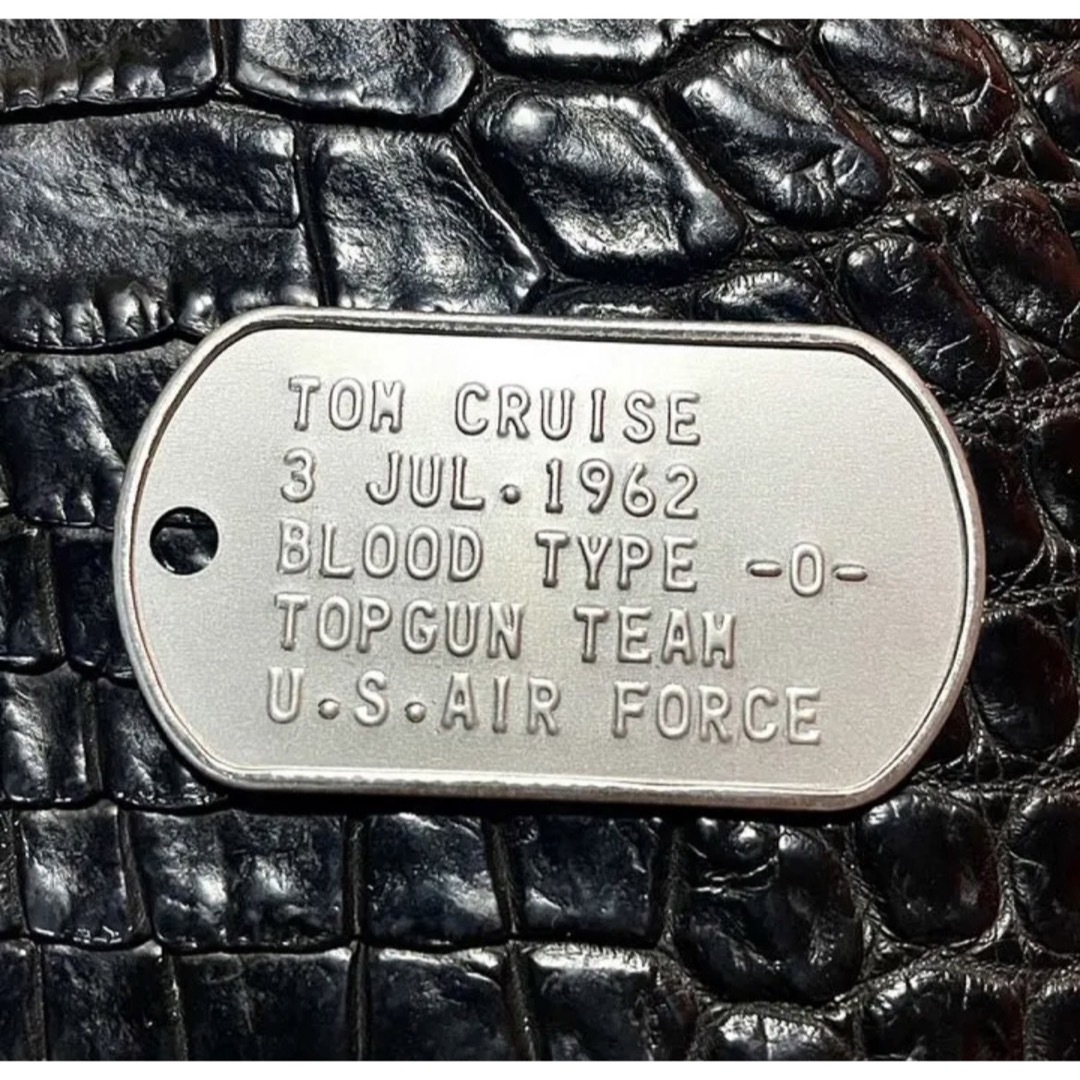 TOM CRUISE
3 JUL.1962
BLOOD TYPE -O-
TOPGUN TEAM
U.S.AIR FORCE